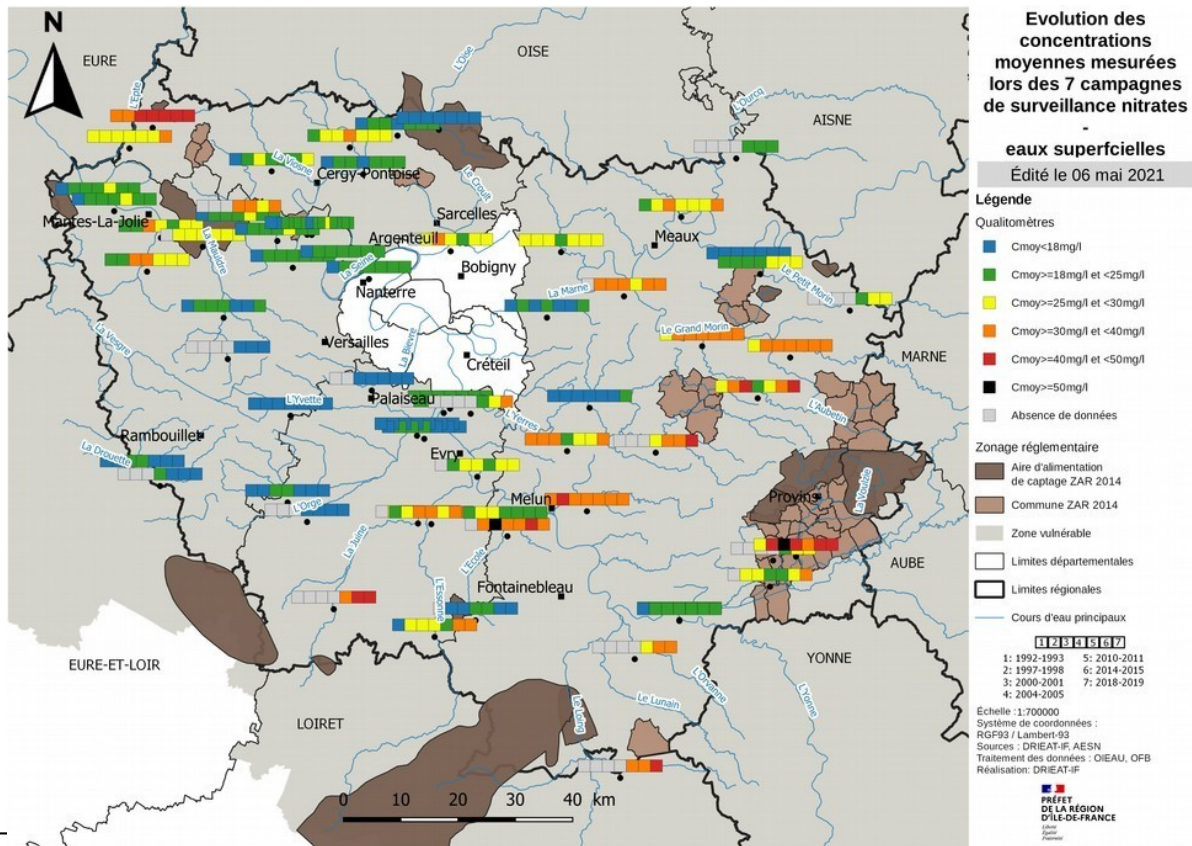 N
EURE
OISE
AISNE
MARNE
AUBE
YONNE
LOIRET
EURE-ET-LOIR
L'Epte
L'Oise
L'Ourcq
La Viosne
Cergy-Pontoise
Le Croult
Sarcelles
Mantes-La-Jolie
La Mauldre
Argenteuil
Meaux
La Seine
Bobigny
Nanterre
La Marne
Le Petit Morin
La Vesgre
Versailles
La Bièvre
Créteil
Le Grand Morin
Palaiseau
L'Yvette
L'Yerres
L'Aubetin
Rambouillet
La Drouette
Evry
L'Orge
Melun
Provins
La Voulzie
La Juine
L'École
L'Essonne
Fontainebleau
Le Loing
Le Lunain
L'Orvanne
L'Yonne
0 10 20 30 40 km
Evolution des
concentrations
moyennes mesurées
lors des 7 campagnes
de surveillance nitrates
-
eaux superfcielles
Édité le 06 mai 2021
Légende
Qualitomètres
Cmoy<18mg/l
Cmoy>=18mg/l et <25mg/l
Cmoy>=25mg/l et <30mg/l
Cmoy>=30mg/l et <40mg/l
Cmoy>=40mg/l et <50mg/l
Cmoy>=50mg/l
Absence de données
Zonage réglementaire
Aire d'alimentation
de captage ZAR 2014
Commune ZAR 2014
Zone vulnérable
Limites départementales
Limites régionales
Cours d'eau principaux
1 2 3 4 5 6 7
1: 1992-1993 5: 2010-2011
2: 1997-1998 6: 2014-2015
3: 2000-2001 7: 2018-2019
4: 2004-2005
Échelle :1:700000
Système de coordonnées :
RGF93 / Lambert-93
Sources : DRIEAT-IF, AESN
Traitement des données : OIEAU, OFB
Réalisation: DRIEAT-IF
PRÉFET
DE LA RÉGION
D'ÎLE-DE-FRANCE
Liberté
Égalité
Fraternité